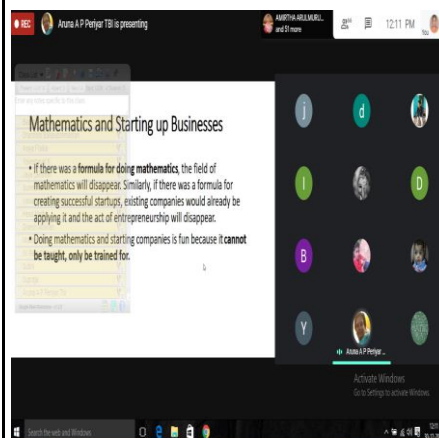 REC
Aruna A P Periyar TBI is presenting
AMIRTHA ARULMURU...
and 51 more
12:11 PM
You
Mathematics and Starting up Businesses
• If there was a formula for doing mathematics, the field of
mathematics will disappear. Similarly, if there was a formula for
creating successful startups, existing companies would already be
applying it and the act of entrepreneurship will disappear.
• Doing mathematics and starting companies is fun because it cannot
be taught, only be trained for.
j
d
I
D
B
Y
Aruna A P Periyar ...
Activate Windows
Go to Settings to activate Windows.
Search the web and Windows